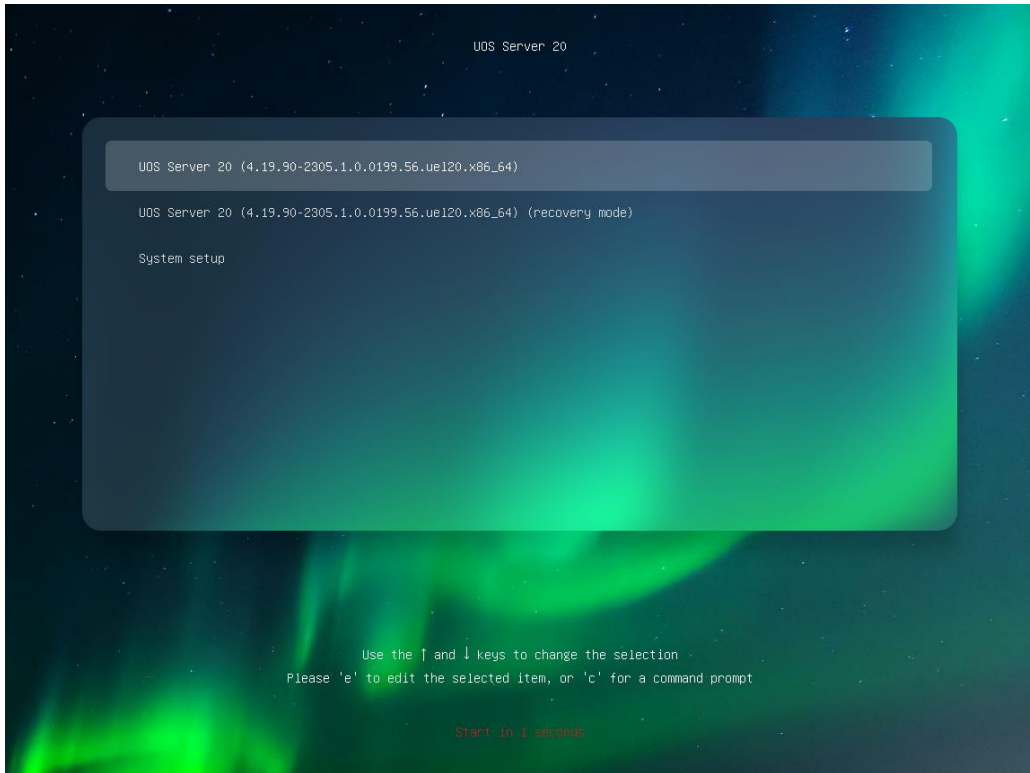 UOS Server 20
UOS Server 20 (4.19.90-2305.1.0.0199.56.uel20.x86_64)
UOS Server 20 (4.19.90-2305.1.0.0199.56.uel20.x86_64) (recovery mode)
System setup
Use the ↑ and ↓ keys to change the selection
Please 'e' to edit the selected item, or 'c' for a command prompt
Start in 1 seconds